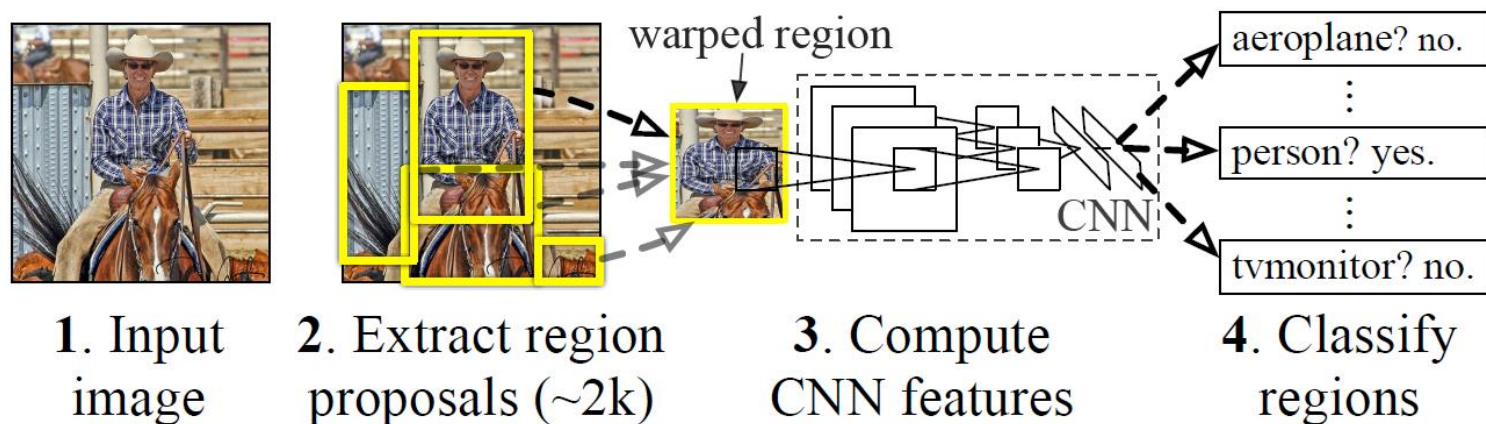 warped region
aeroplane? no.
person? yes.
CNN
tvmonitor? no.
1. Input
image
2. Extract region
proposals (~2k)
3. Compute
CNN features
4. Classify
regions